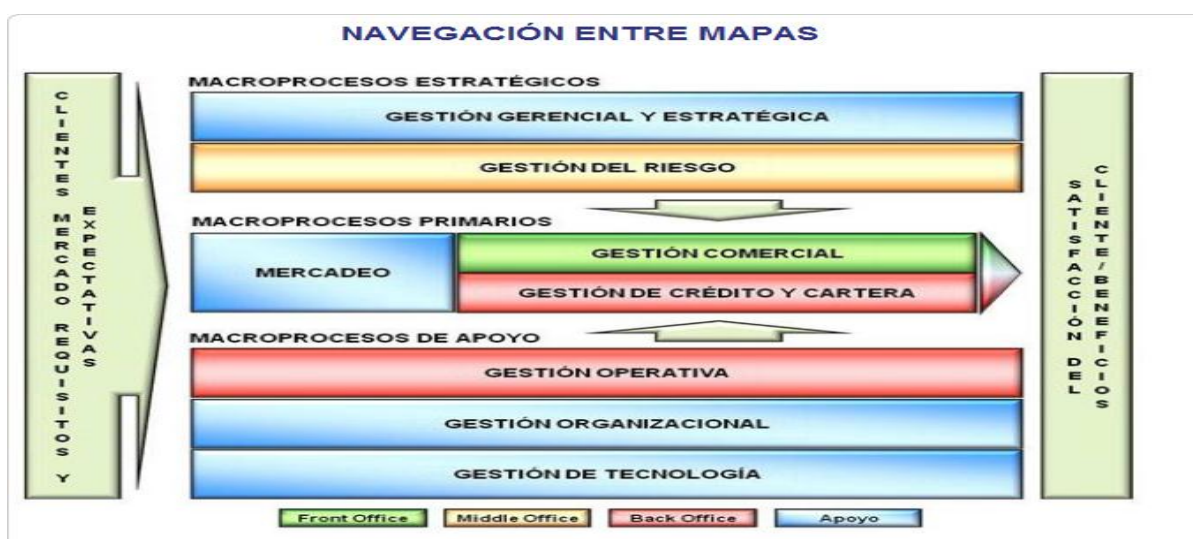 NAVEGACIÓN ENTRE MAPAS
CLIENTES MERCADO REQUISITOS Y
EXPECTATIVAS
MACROPROCESOS ESTRATÉGICOS
GESTIÓN GERENCIAL Y ESTRATÉGICA
GESTIÓN DEL RIESGO
MACROPROCESOS PRIMARIOS
MERCADEO
GESTIÓN COMERCIAL
GESTIÓN DE CRÉDITO Y CARTERA
MACROPROCESOS DE APOYO
GESTIÓN OPERATIVA
GESTIÓN ORGANIZACIONAL
GESTIÓN DE TECNOLOGÍA
SATISFACCIÓN DEL
CLIENTE/BENEFICIOS
Front Office
Middle Office
Back Office
Apoyo